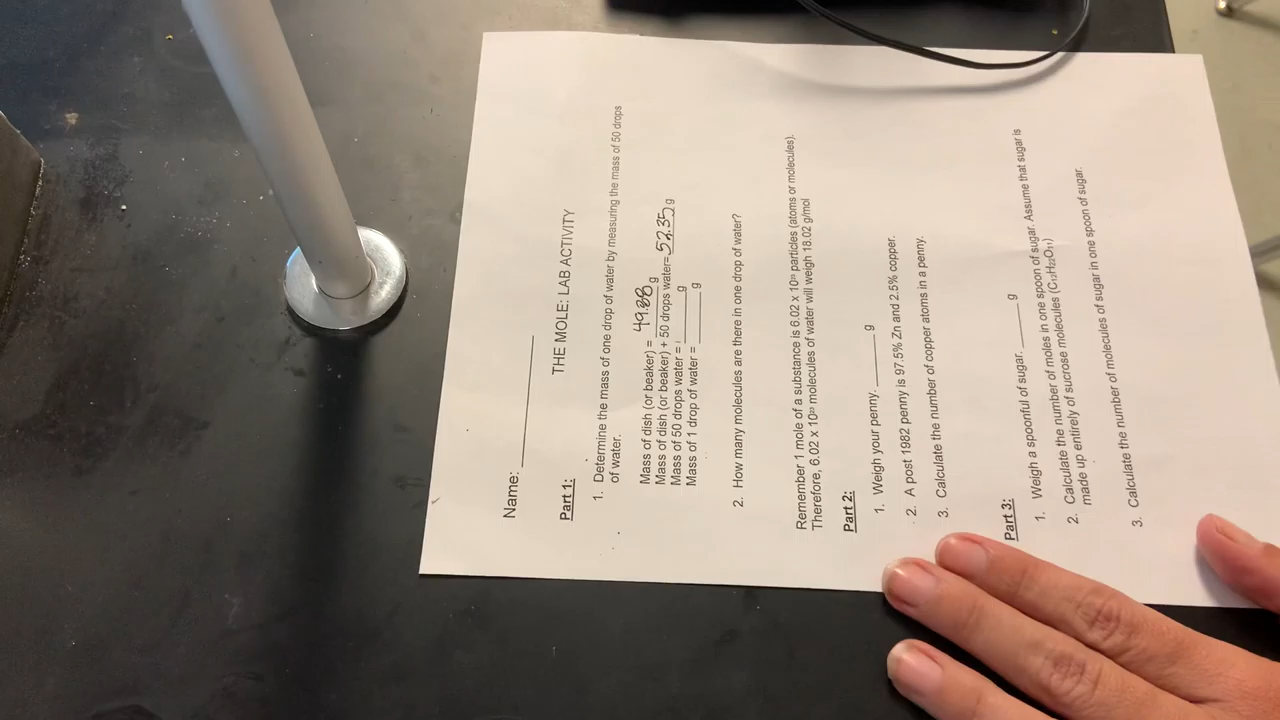 Name: ____________
THE MOLE: LAB ACTIVITY
Part 1:
1. Determine the mass of one drop of water by measuring the mass of 50 drops
of water.
Mass of dish (or beaker) = 49.88 g
Mass of dish (or beaker) + 50 drops water= 52.35 g
Mass of 50 drops water = ______ g
Mass of 1 drop of water = ______ g
2. How many molecules are there in one drop of water?
Remember 1 mole of a substance is 6.02 x 10²³ particles (atoms or molecules).
Therefore, 6.02 x 10²³ molecules of water will weigh 18.02 g/mol
Part 2:
1. Weigh your penny. ______ g
2. A post 1982 penny is 97.5% Zn and 2.5% copper.
3. Calculate the number of copper atoms in a penny.
Part 3:
1. Weigh a spoonful of sugar. ______ g
2. Calculate the number of moles in one spoon of sugar. Assume that sugar is
made up entirely of sucrose molecules (C₁₂H₂₂O₁₁)
3. Calculate the number of molecules of sugar in one spoon of sugar.